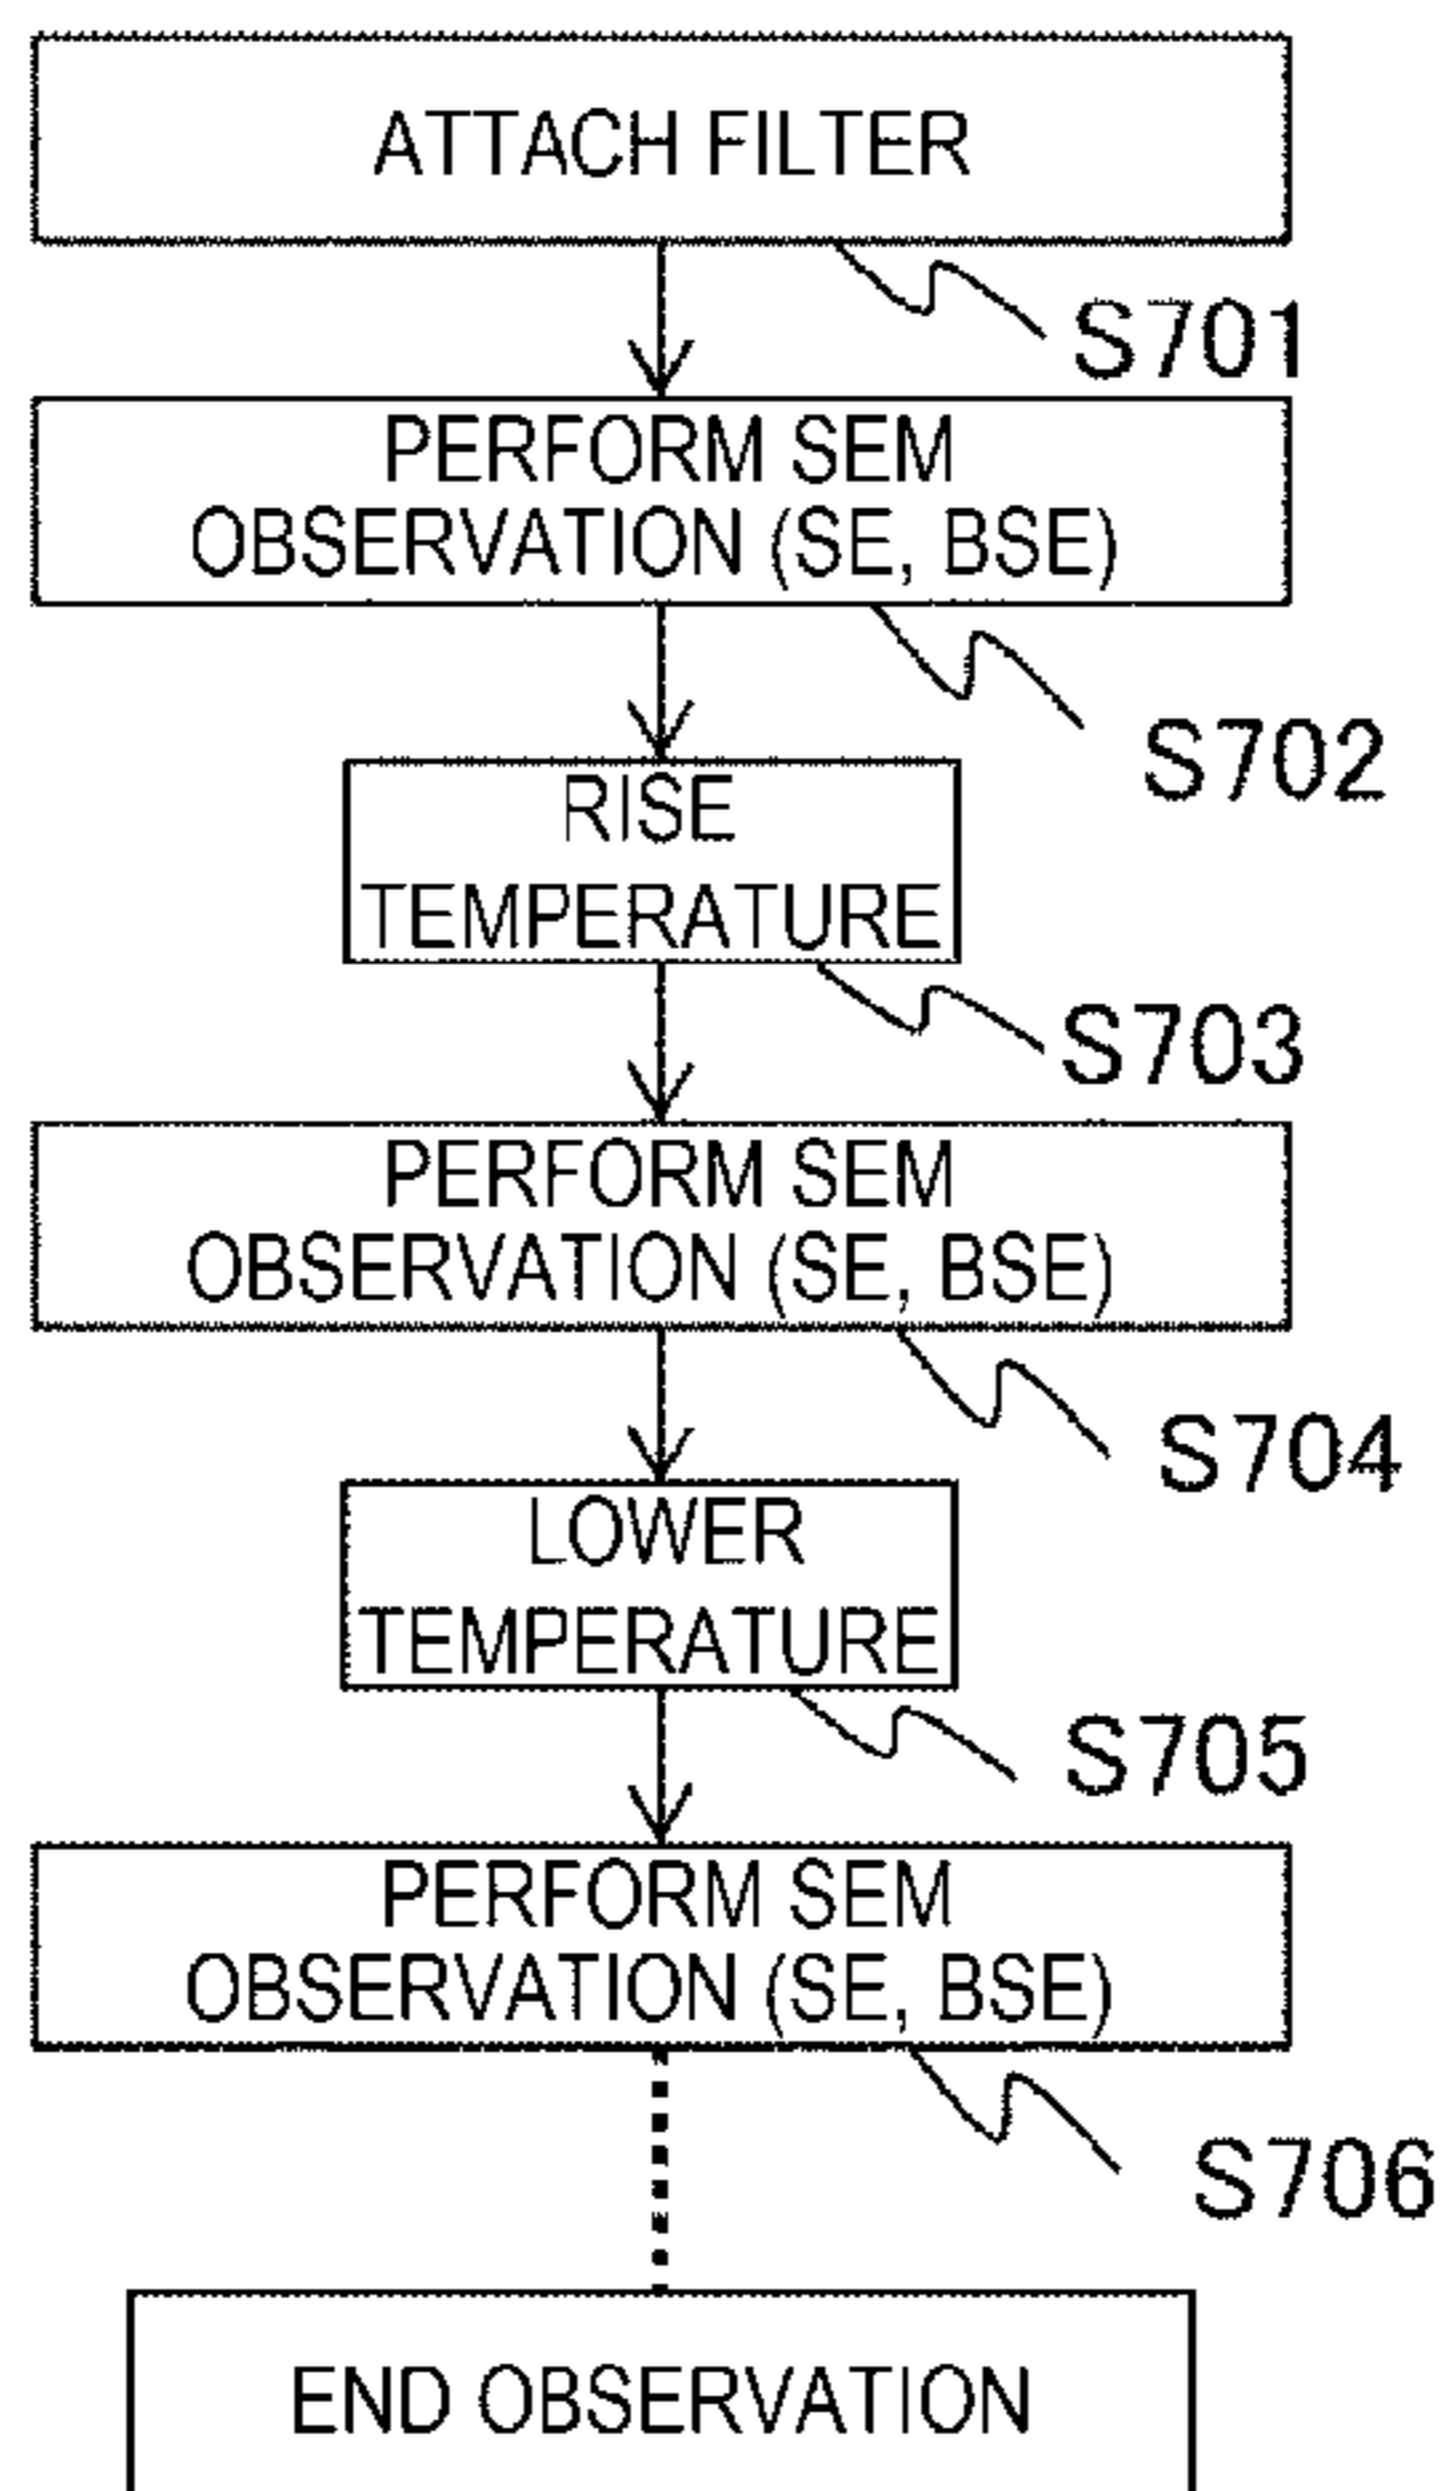 ATTACH FILTER
S701
PERFORM SEM
OBSERVATION (SE, BSE)
S702
RISE
TEMPERATURE
S703
PERFORM SEM
OBSERVATION (SE, BSE)
S704
LOWER
TEMPERATURE
S705
PERFORM SEM
OBSERVATION (SE, BSE)
S706
END OBSERVATION